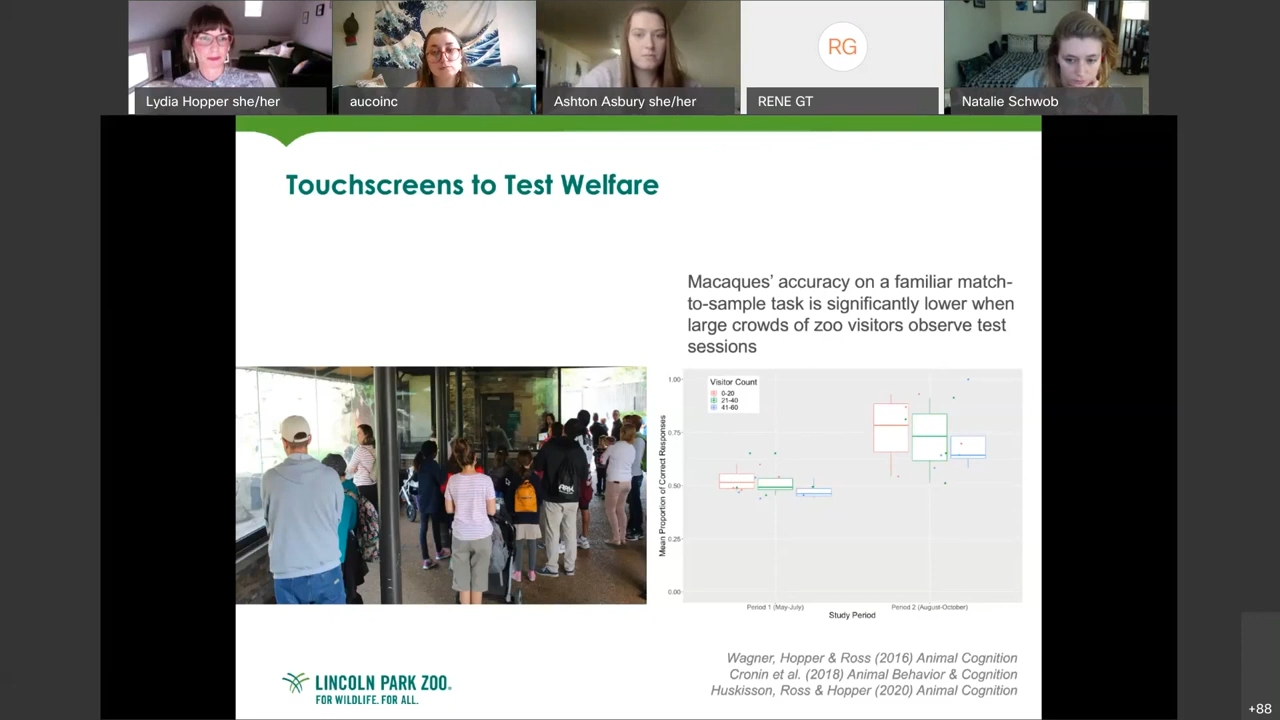 Lydia Hopper she/her
aucoinc
Ashton Asbury she/her
RG
RENE GT
Natalie Schwob
Touchscreens to Test Welfare
Macaques’ accuracy on a familiar match-
to-sample task is significantly lower when
large crowds of zoo visitors observe test
sessions
Visitor Count
0-20
21-40
41-60
Mean Proportion of Correct Responses
1.00
0.75
0.50
0.25
0.00
Period 1 (May-July)
Period 2 (August-October)
Study Period
LINCOLN PARK ZOO.
FOR WILDLIFE. FOR ALL.
Wagner, Hopper & Ross (2016) Animal Cognition
Cronin et al. (2018) Animal Behavior & Cognition
Huskisson, Ross & Hopper (2020) Animal Cognition
+88